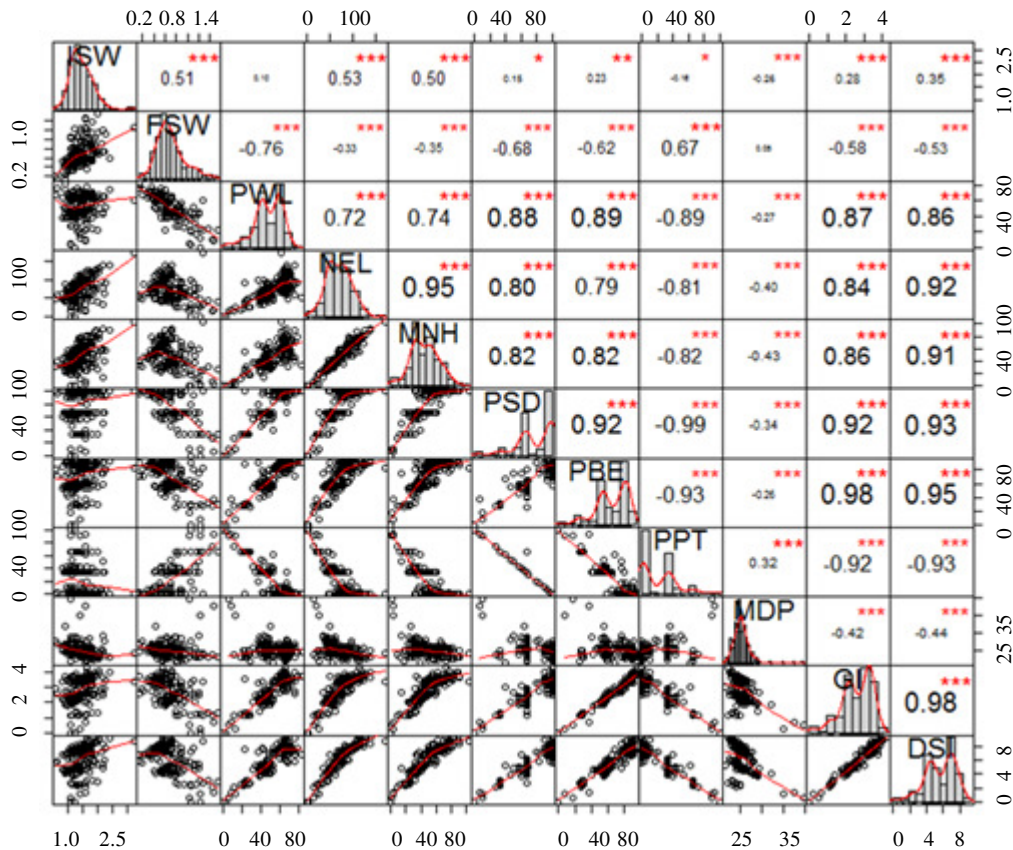 0.2 0.8 1.4 0 100 0 40 80 0 40 80 0 2 4
*** *** *** * ** * *** *** ***
ISW 0.51 0.53 0.50 0.23 0.28 0.35 1.0 2.5
*** *** *** *** *** *** *** ***
0.2 1.0 FSW -0.76 -0.33 -0.35 -0.68 -0.62 0.67 -0.58 -0.53
*** *** *** *** *** *** *** ***
PWL 0.72 0.74 0.88 0.89 -0.89 -0.27 0.87 0.86 0 40 80
*** *** *** *** *** *** ***
0 100 NEL 0.95 0.80 0.79 -0.81 -0.40 0.84 0.92
*** *** *** *** *** ***
MNH 0.82 0.82 -0.82 -0.43 0.86 0.91 0 40 100
*** *** *** *** ***
0 40 100 PSD 0.92 -0.99 -0.34 0.92 0.93
*** *** *** ***
PBE -0.93 0.98 0.95 0 40 80
*** *** ***
0 40 100 PPT 0.32 -0.92 -0.93
*** ***
MDP -0.42 -0.44 25 35
***
0 2 4 GI 0.98
DSI 0 4 8
1.0 2.5 0 40 80 0 40 80 0 40 80 25 35 0 4 8